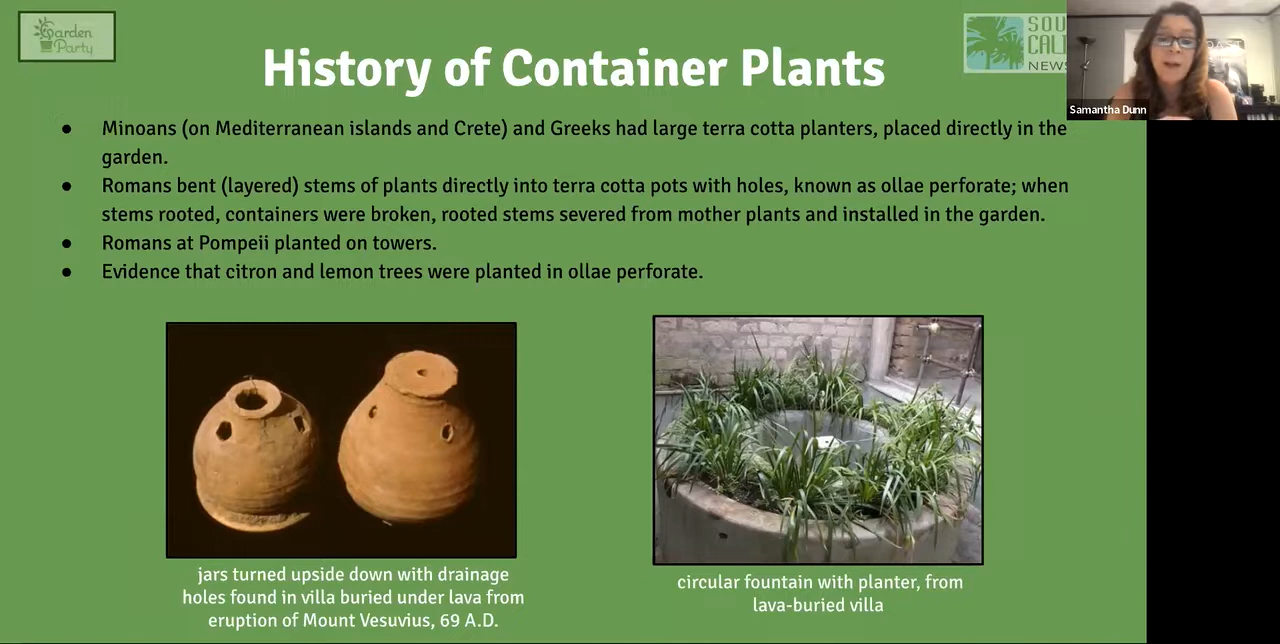 Garden
Party
History of Container Plants
SOU
CALI
NEWS
Samantha Dunn
● Minoans (on Mediterranean islands and Crete) and Greeks had large terra cotta planters, placed directly in the
garden.
● Romans bent (layered) stems of plants directly into terra cotta pots with holes, known as ollae perforate; when
stems rooted, containers were broken, rooted stems severed from mother plants and installed in the garden.
● Romans at Pompeii planted on towers.
● Evidence that citron and lemon trees were planted in ollae perforate.
jars turned upside down with drainage
holes found in villa buried under lava from
eruption of Mount Vesuvius, 69 A.D.
circular fountain with planter, from
lava-buried villa